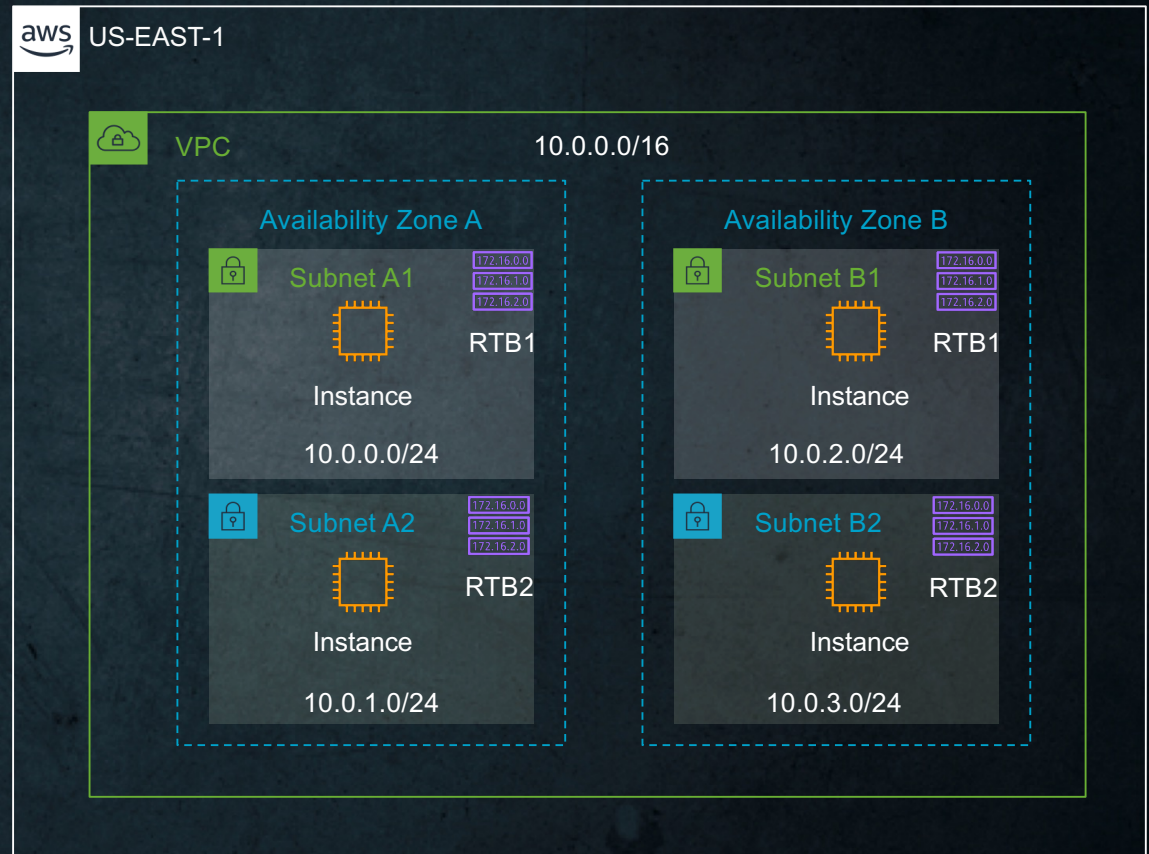 aws US-EAST-1
VPC 10.0.0.0/16
Availability Zone A
Subnet A1
172.16.0.0
172.16.1.0
172.16.2.0
RTB1
Instance
10.0.0.0/24
Subnet A2
172.16.0.0
172.16.1.0
172.16.2.0
RTB2
Instance
10.0.1.0/24
Availability Zone B
Subnet B1
172.16.0.0
172.16.1.0
172.16.2.0
RTB1
Instance
10.0.2.0/24
Subnet B2
172.16.0.0
172.16.1.0
172.16.2.0
RTB2
Instance
10.0.3.0/24